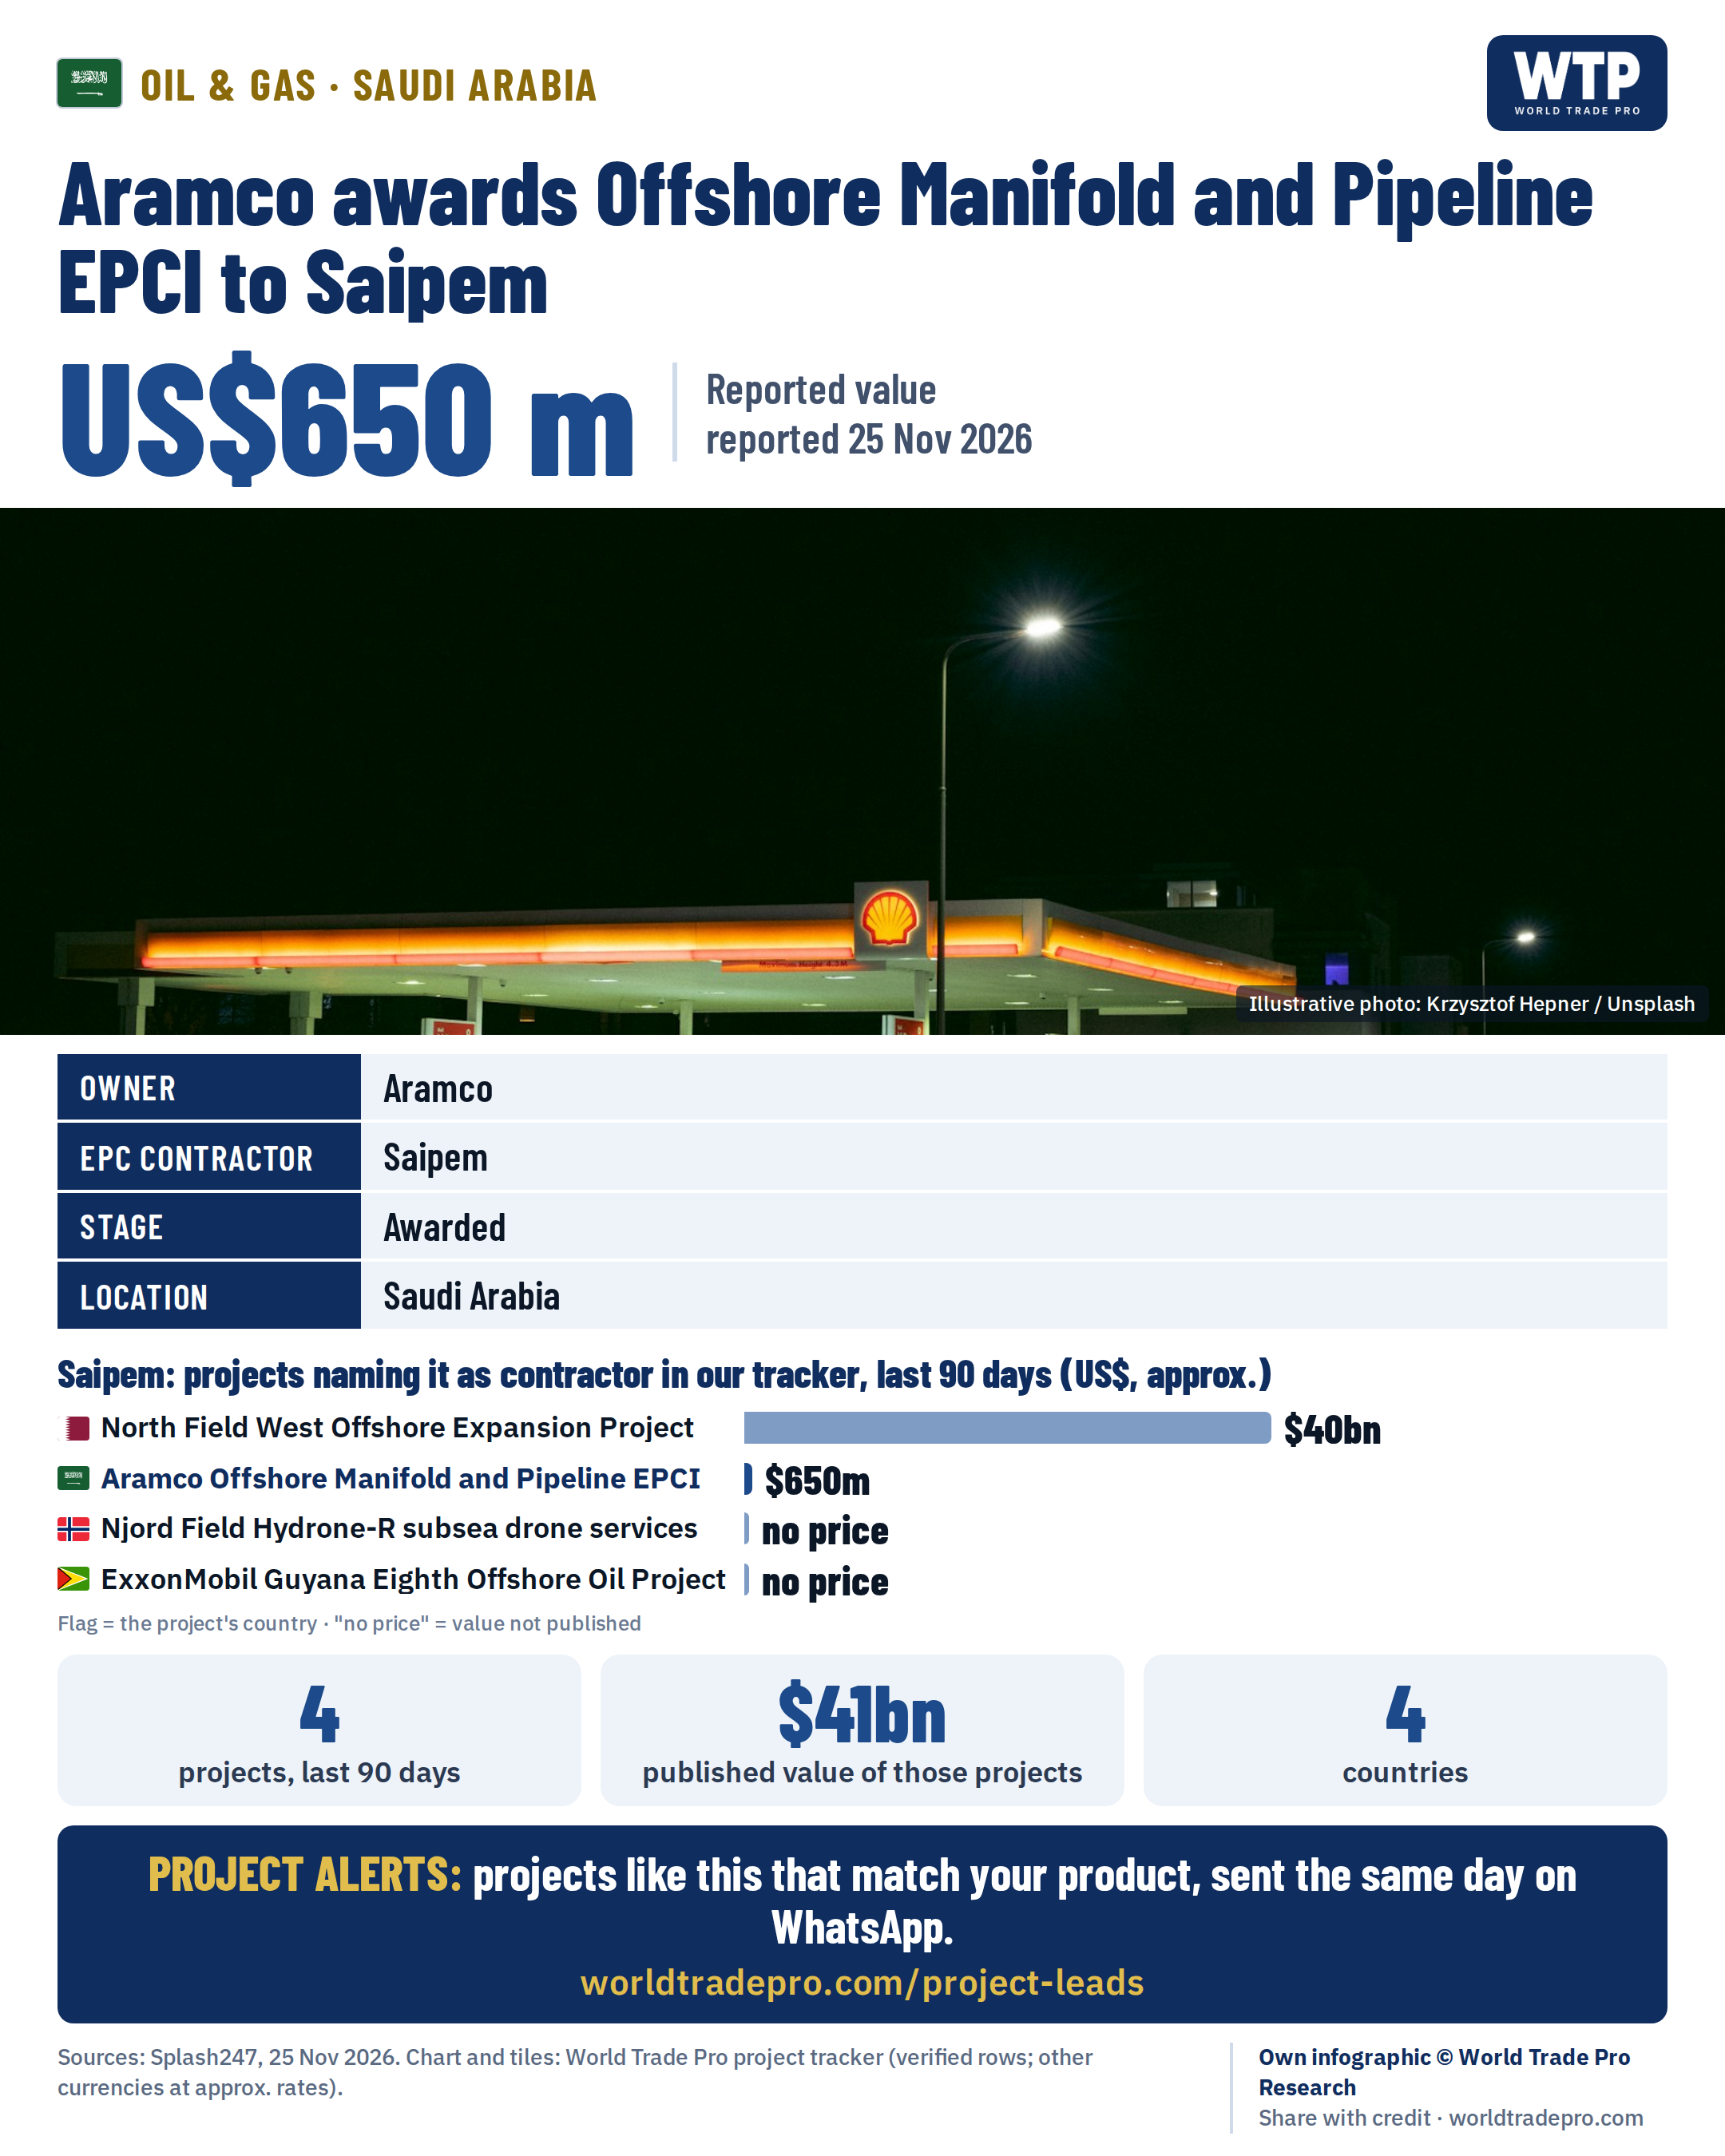 OIL & GAS · SAUDI ARABIA
WTP
WORLD TRADE PRO
Aramco awards Offshore Manifold and Pipeline
EPCI to Saipem
US$650 m
Reported value
reported 25 Nov 2026
Maximum Height 4.3M
Illustrative photo: Krzysztof Hepner / Unsplash
OWNER Aramco
EPC CONTRACTOR Saipem
STAGE Awarded
LOCATION Saudi Arabia
Saipem: projects naming it as contractor in our tracker, last 90 days (US$, approx.)
North Field West Offshore Expansion Project $40bn
Aramco Offshore Manifold and Pipeline EPCI $650m
Njord Field Hydrone-R subsea drone services no price
ExxonMobil Guyana Eighth Offshore Oil Project no price
Flag = the project's country · "no price" = value not published
4
projects, last 90 days
$41bn
published value of those projects
4
countries
PROJECT ALERTS: projects like this that match your product, sent the same day on
WhatsApp.
worldtradepro.com/project-leads
Sources: Splash247, 25 Nov 2026. Chart and tiles: World Trade Pro project tracker (verified rows; other
currencies at approx. rates).
Own infographic © World Trade Pro
Research
Share with credit · worldtradepro.com